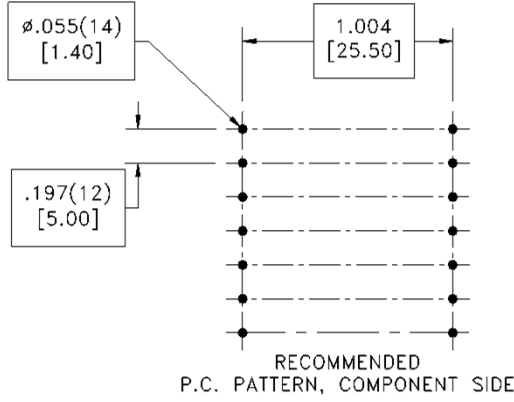 ø.055(14)
[1.40]
1.004
[25.50]
.197(12)
[5.00]
RECOMMENDED
P.C. PATTERN, COMPONENT SIDE